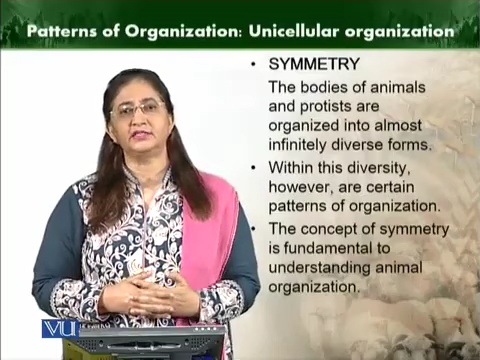 Patterns of Organization: Unicellular organization
• SYMMETRY
The bodies of animals
and protists are
organized into almost
infinitely diverse forms.
• Within this diversity,
however, are certain
patterns of organization.
• The concept of symmetry
is fundamental to
understanding animal
organization.
VU